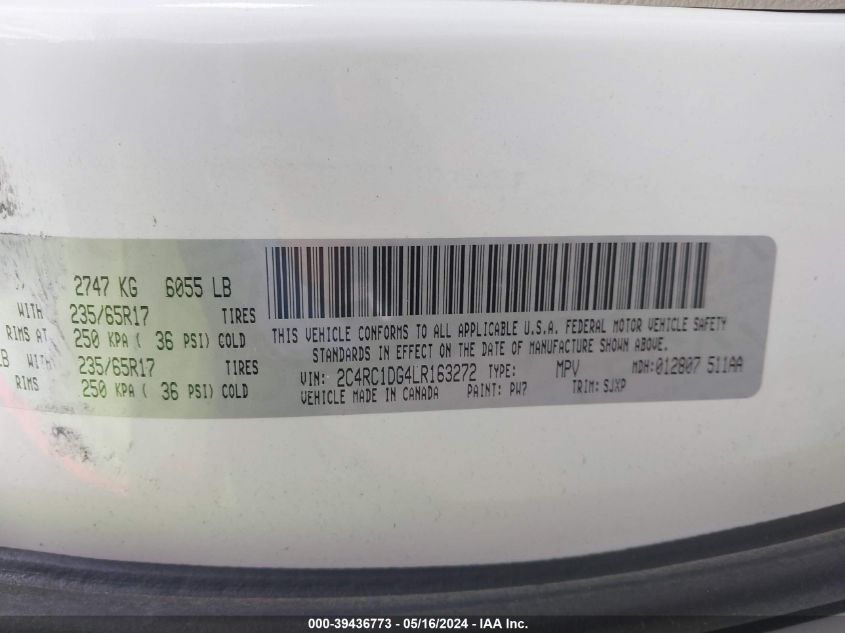 2747 KG 6055 LB
WITH 235/65R17 TIRES
RIMS AT 250 KPA ( 36 PSI) COLD
LB WITH 235/65R17 TIRES
RIMS 250 KPA ( 36 PSI) COLD
THIS VEHICLE CONFORMS TO ALL APPLICABLE U.S.A. FEDERAL MOTOR VEHICLE SAFETY
STANDARDS IN EFFECT ON THE DATE OF MANUFACTURE SHOWN ABOVE.
VIN: 2C4RC1DG4LR163272 TYPE: MPV MDH:012807 511AA
VEHICLE MADE IN CANADA PAINT: PW7 TRIM: SJXP
000-39436773 - 05/16/2024 - IAA Inc.